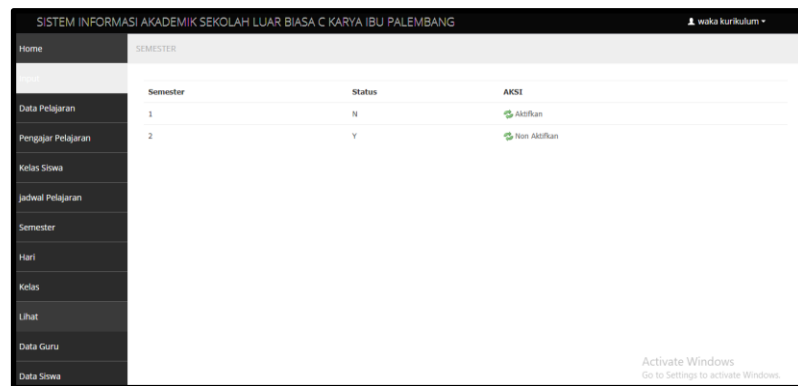 SISTEM INFORMASI AKADEMIK SEKOLAH LUAR BIASA C KARYA IBU PALEMBANG
waka kurikulum
Home
SEMESTER
Input
Semester Status AKSI
Data Pelajaran
1 N Aktifkan
Pengajar Pelajaran
2 Y Non Aktifkan
Kelas Siswa
jadwal Pelajaran
Semester
Hari
Kelas
Lihat
Data Guru
Data Siswa
Activate Windows
Go to Settings to activate Windows.